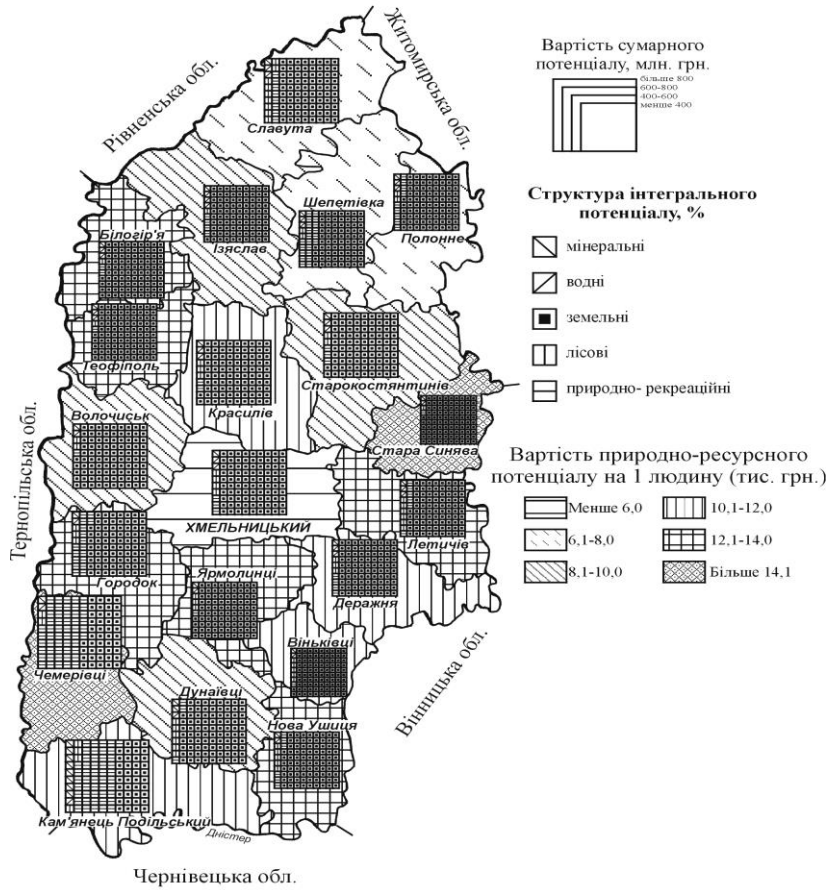 Рівненська обл.
Житомирська обл.
Славута
Шепетівка
Полонне
Ізяслав
Білогір'я
Теофіполь
Красилів
Старокостянтинів
Волочиськ
Стара Синява
Тернопільська обл.
ХМЕЛЬНИЦЬКИЙ
Летичів
Городок
Ярмолинці
Деражня
Чемерівці
Віньківці
Вінницька обл.
Дунаївці
Нова Ушиця
Кам'янець Подільський
Дністер
Чернівецька обл.
Вартість сумарного
потенціалу, млн. грн.
більше 800
600-800
400-600
менше 400
Структура інтегрального
потенціалу, %
мінеральні
водні
земельні
лісові
природно- рекреаційні
Вартість природно-ресурсного
потенціалу на 1 людину (тис. грн.)
Менше 6,0
10,1-12,0
6,1-8,0
12,1-14,0
8,1-10,0
Більше 14,1